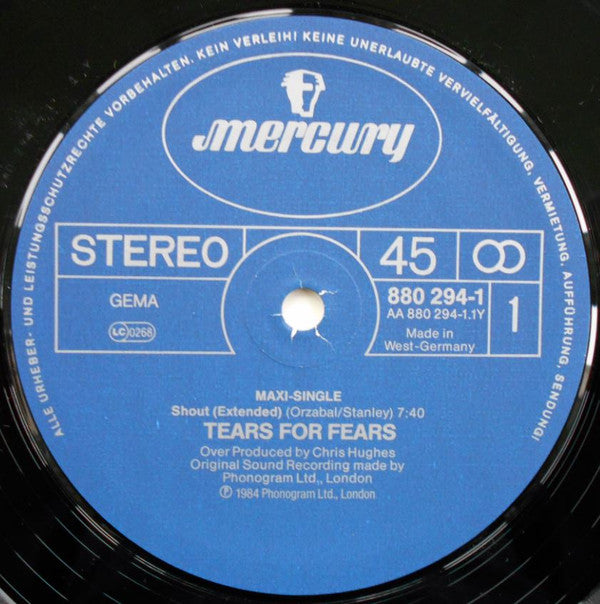 ALLE URHEBER- UND LEISTUNGSSCHUTZRECHTE VORBEHALTEN. KEIN VERLEIH! KEINE UNERLAUBTE VERVIELFÄLTIGUNG, VERMIETUNG, AUFFÜHRUNG, SENDUNG!
mercury
STEREO
45
GEMA
LC 0268
880 294-1
AA 880 294-1.1Y
Made in
West-Germany
1
MAXI-SINGLE
Shout (Extended) (Orzabal/Stanley) 7:40
TEARS FOR FEARS
Over Produced by Chris Hughes
Original Sound Recording made by
Phonogram Ltd., London
℗ 1984 Phonogram Ltd., London